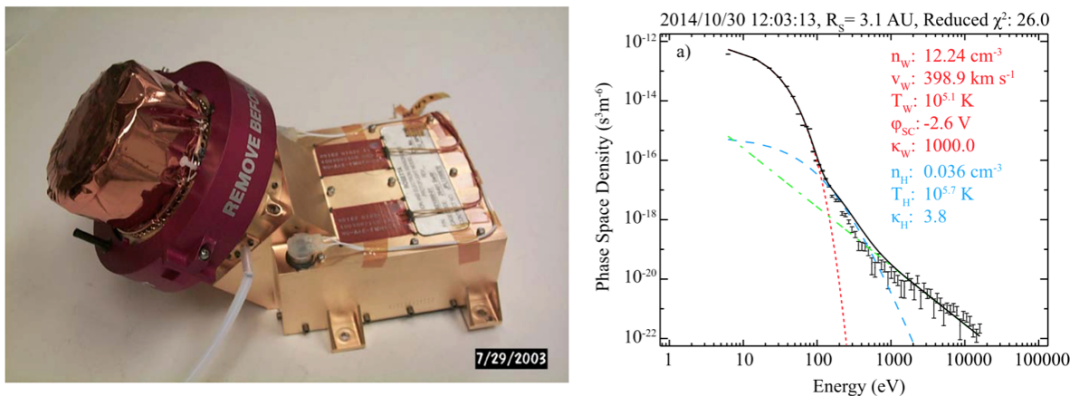 REMOVE BEFO
7/29/2003
2014/10/30 12:03:13, R_S= 3.1 AU, Reduced χ²: 26.0
a)
n_W: 12.24 cm⁻³
v_W: 398.9 km s⁻¹
T_W: 10^5.1 K
φ_SC: -2.6 V
κ_W: 1000.0
n_H: 0.036 cm⁻³
T_H: 10^5.7 K
κ_H: 3.8
Phase Space Density (s³m⁻⁶)
10⁻¹²
10⁻¹⁴
10⁻¹⁶
10⁻¹⁸
10⁻²⁰
10⁻²²
1 10 100 1000 10000 100000
Energy (eV)